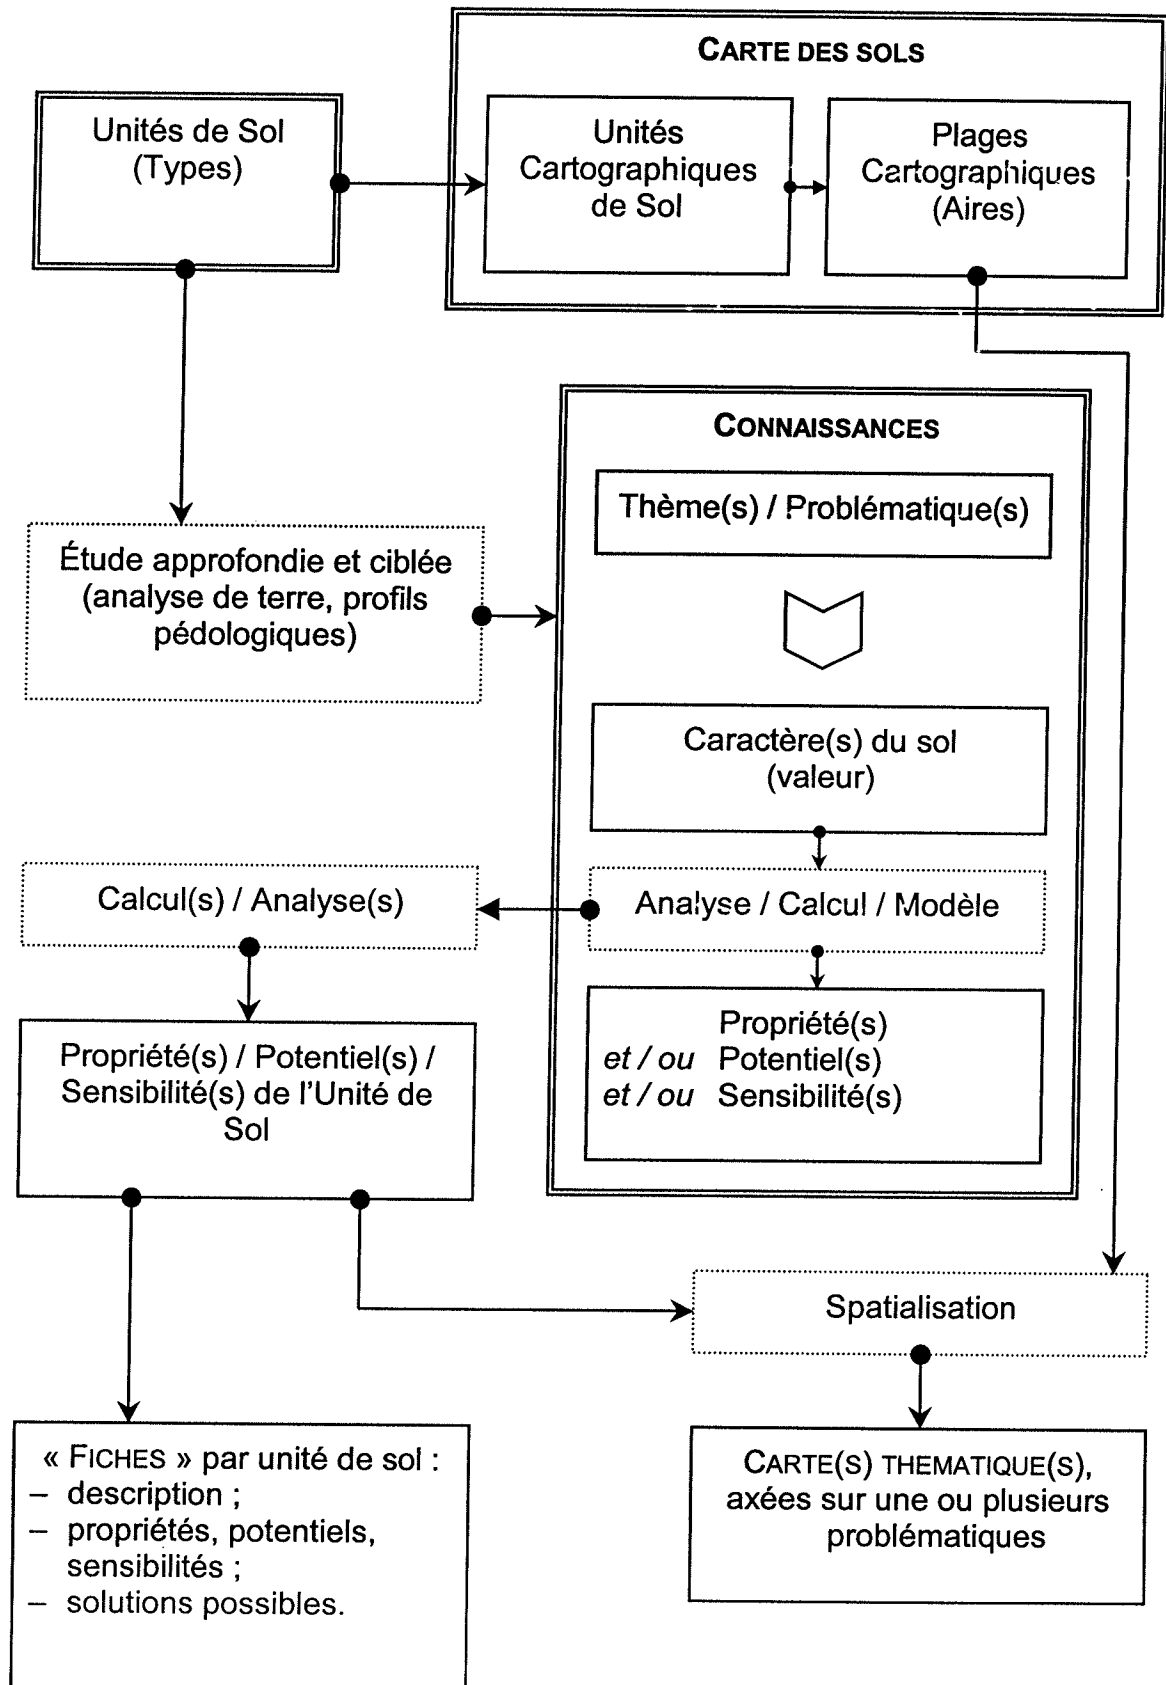 CARTE DES SOLS
Unités de Sol
(Types)
Unités
Cartographiques
de Sol
Plages
Cartographiques
(Aires)
CONNAISSANCES
Thème(s) / Problématique(s)
Étude approfondie et ciblée
(analyse de terre, profils
pédologiques)
Caractère(s) du sol
(valeur)
Calcul(s) / Analyse(s)
Analyse / Calcul / Modèle
Propriété(s) / Potentiel(s) /
Sensibilité(s) de l'Unité de
Sol
Propriété(s)
et / ou Potentiel(s)
et / ou Sensibilité(s)
Spatialisation
« FICHES » par unité de sol :
– description ;
– propriétés, potentiels,
sensibilités ;
– solutions possibles.
CARTE(S) THEMATIQUE(S),
axées sur une ou plusieurs
problématiques